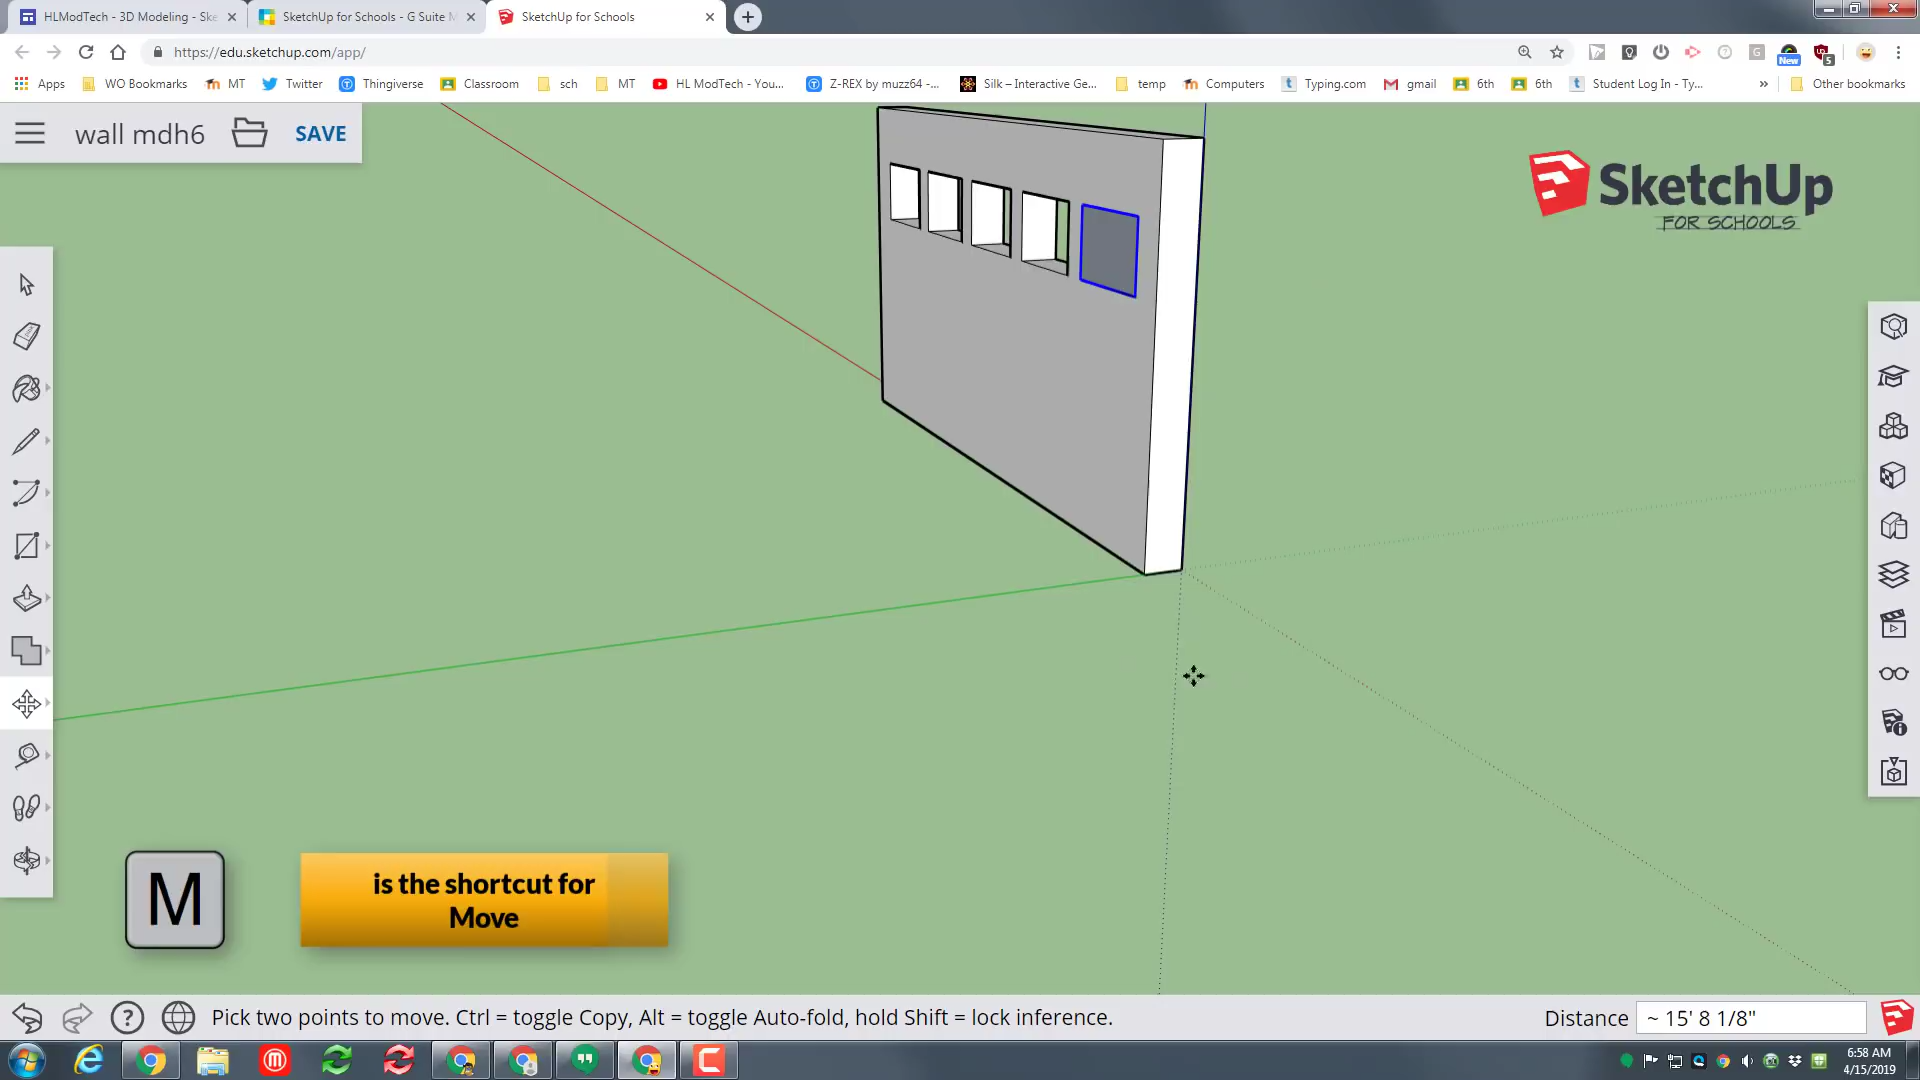 HLModTech - 3D Modeling - Ske
SketchUp for Schools - G Suite M
SketchUp for Schools
https://edu.sketchup.com/app/
New
5
Apps
WO Bookmarks
MT
Twitter
Thingiverse
Classroom
sch
MT
HL ModTech - You...
Z-REX by muzz64 -...
Silk – Interactive Ge...
temp
Computers
Typing.com
gmail
6th
6th
Student Log In - Ty...
Other bookmarks
wall mdh6
SAVE
SketchUp
FOR SCHOOLS
M
is the shortcut for
Move
Pick two points to move. Ctrl = toggle Copy, Alt = toggle Auto-fold, hold Shift = lock inference.
Distance
~ 15' 8 1/8"
6:58 AM
4/15/2019